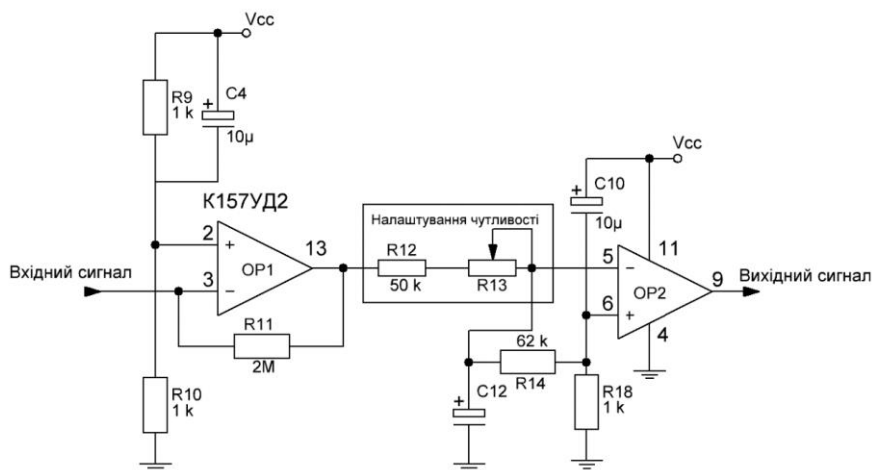 Vcc
R9
1 k
C4
+
10µ
К157УД2
2
+
OP1
13
3
−
Вхідний сигнал
R11
2M
R10
1 k
Налаштування чутливості
R12
50 k
R13
Vcc
C10
+
10µ
5
−
11
OP2
9
Вихідний сигнал
6
+
4
62 k
R14
C12
+
R18
1 k